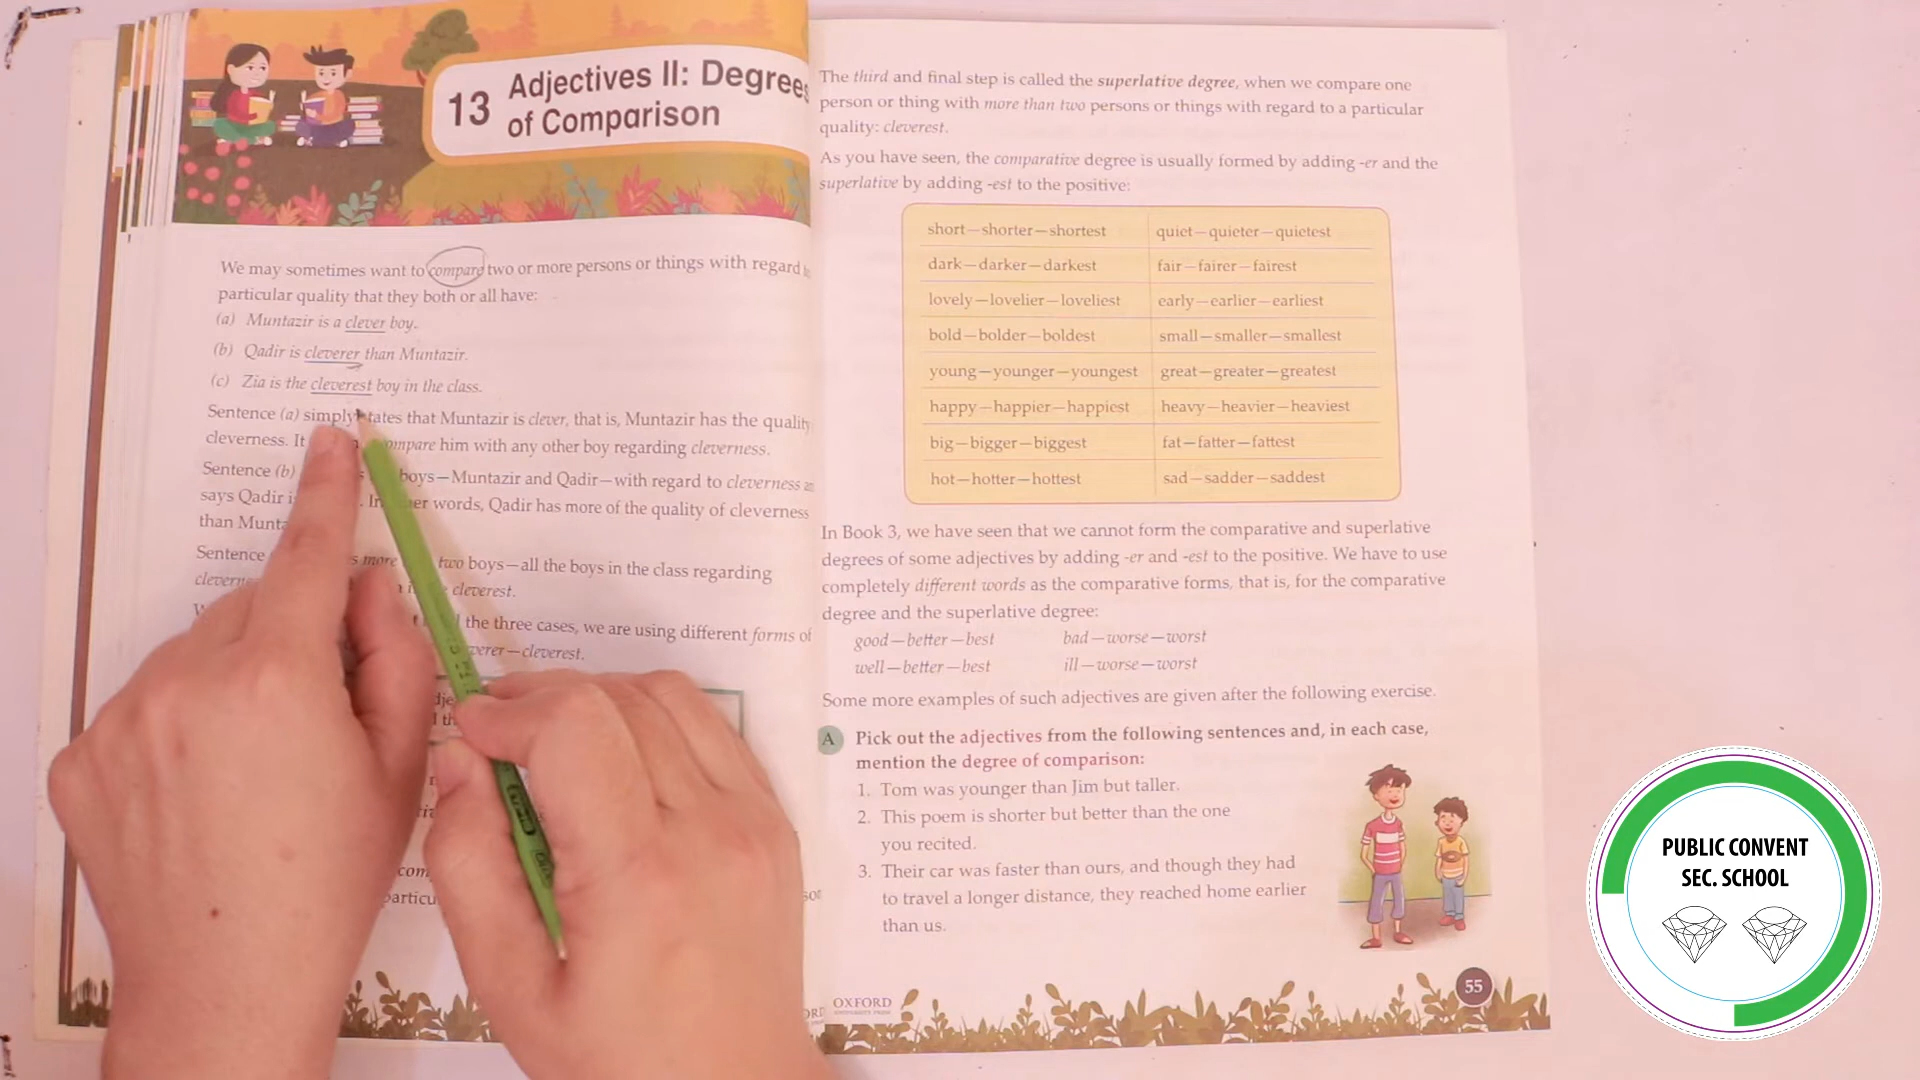 13 Adjectives II: Degrees
of Comparison
We may sometimes want to compare two or more persons or things with regard
particular quality that they both or all have:
(a) Muntazir is a clever boy.
(b) Qadir is cleverer than Muntazir.
(c) Zia is the cleverest boy in the class.
Sentence (a) simply tates that Muntazir is clever, that is, Muntazir has the quality
cleverness. It compare him with any other boy regarding cleverness.
Sentence (b) boys—Muntazir and Qadir—with regard to cleverness
says Qadir i . In her words, Qadir has more of the quality of cleverness
than Munta
Sentence more two boys—all the boys in the class regarding
cleverne cleverest.
the three cases, we are using different forms of
verer—cleverest.
The third and final step is called the superlative degree, when we compare one
person or thing with more than two persons or things with regard to a particular
quality: cleverest.
As you have seen, the comparative degree is usually formed by adding -er and the
superlative by adding -est to the positive:
short—shorter—shortest quiet—quieter—quietest
dark—darker—darkest fair—fairer—fairest
lovely—lovelier—loveliest early—earlier—earliest
bold—bolder—boldest small—smaller—smallest
young—younger—youngest great—greater—greatest
happy—happier—happiest heavy—heavier—heaviest
big—bigger—biggest fat—fatter—fattest
hot—hotter—hottest sad—sadder—saddest
In Book 3, we have seen that we cannot form the comparative and superlative
degrees of some adjectives by adding -er and -est to the positive. We have to use
completely different words as the comparative forms, that is, for the comparative
degree and the superlative degree:
good—better—best bad—worse—worst
well—better—best ill—worse—worst
Some more examples of such adjectives are given after the following exercise.
A Pick out the adjectives from the following sentences and, in each case,
mention the degree of comparison:
1. Tom was younger than Jim but taller.
2. This poem is shorter but better than the one
you recited.
3. Their car was faster than ours, and though they had
to travel a longer distance, they reached home earlier
than us.
OXFORD
UNIVERSITY PRESS
55
PUBLIC CONVENT
SEC. SCHOOL